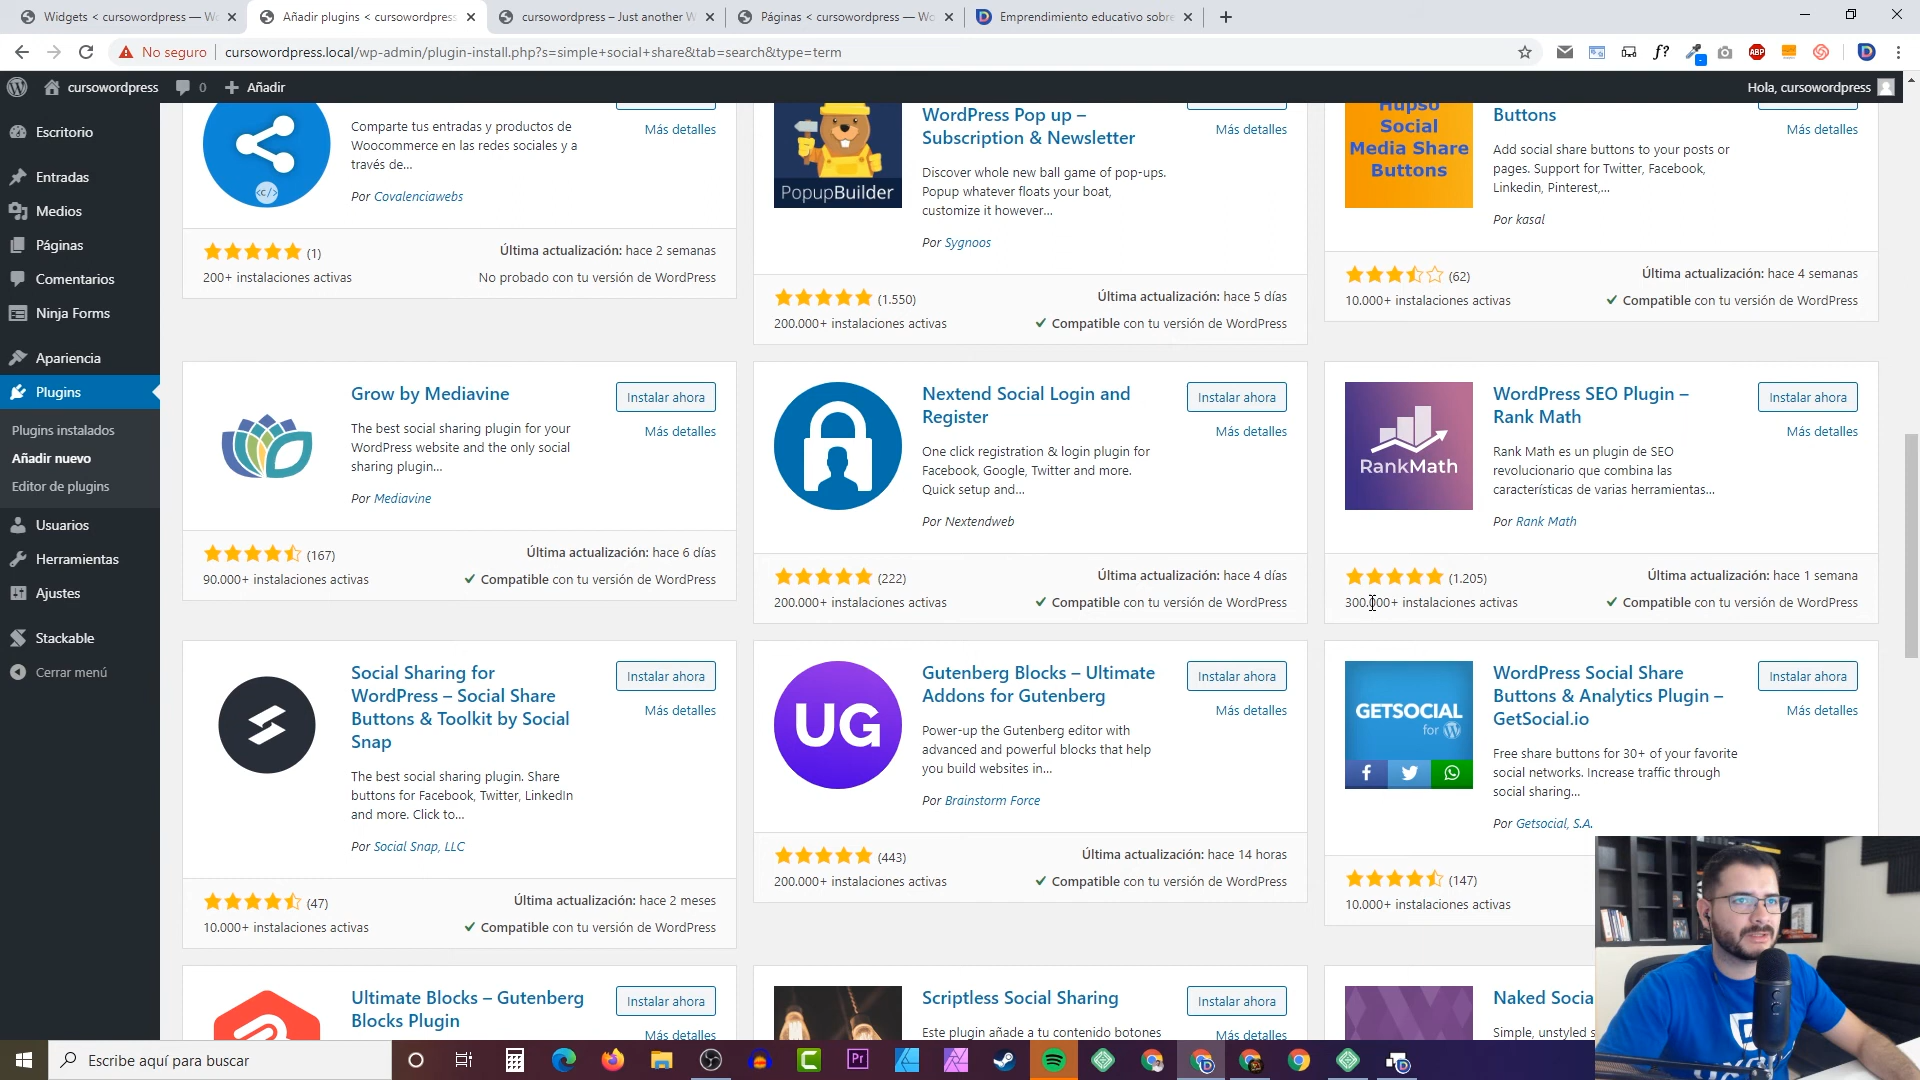 Widgets < cursowordpress — Wo
Añadir plugins < cursowordpress
cursowordpress – Just another W
Páginas < cursowordpress — Wo
Emprendimiento educativo sobre
No seguro
cursowordpress.local/wp-admin/plugin-install.php?s=simple+social+share&tab=search&type=term
f?
ABP
cursowordpress
0
Añadir
Hola, cursowordpress
Escritorio
Entradas
Medios
Páginas
Comentarios
Ninja Forms
Apariencia
Plugins
Plugins instalados
Añadir nuevo
Editor de plugins
Usuarios
Herramientas
Ajustes
Stackable
Cerrar menú
Más detalles
Comparte tus entradas y productos de
Woocommerce en las redes sociales y a
través de...
Por Covalenciawebs
(1)
200+ instalaciones activas
Última actualización: hace 2 semanas
No probado con tu versión de WordPress
PopupBuilder
WordPress Pop up –
Subscription & Newsletter
Más detalles
Discover whole new ball game of pop-ups.
Popup whatever floats your boat,
customize it however...
Por Sygnoos
(1.550)
200.000+ instalaciones activas
Última actualización: hace 5 días
Compatible con tu versión de WordPress
Hupso
Social
Media Share
Buttons
Buttons
Más detalles
Add social share buttons to your posts or
pages. Support for Twitter, Facebook,
Linkedin, Pinterest,...
Por kasal
(62)
10.000+ instalaciones activas
Última actualización: hace 4 semanas
Compatible con tu versión de WordPress
Grow by Mediavine
Instalar ahora
Más detalles
The best social sharing plugin for your
WordPress website and the only social
sharing plugin...
Por Mediavine
(167)
90.000+ instalaciones activas
Última actualización: hace 6 días
Compatible con tu versión de WordPress
Nextend Social Login and
Register
Instalar ahora
Más detalles
One click registration & login plugin for
Facebook, Google, Twitter and more.
Quick setup and...
Por Nextendweb
(222)
200.000+ instalaciones activas
Última actualización: hace 4 días
Compatible con tu versión de WordPress
RankMath
WordPress SEO Plugin –
Rank Math
Instalar ahora
Más detalles
Rank Math es un plugin de SEO
revolucionario que combina las
características de varias herramientas...
Por Rank Math
(1.205)
300.000+ instalaciones activas
Última actualización: hace 1 semana
Compatible con tu versión de WordPress
Social Sharing for
WordPress – Social Share
Buttons & Toolkit by Social
Snap
Instalar ahora
Más detalles
The best social sharing plugin. Share
buttons for Facebook, Twitter, LinkedIn
and more. Click to...
Por Social Snap, LLC
(47)
10.000+ instalaciones activas
Última actualización: hace 2 meses
Compatible con tu versión de WordPress
UG
Gutenberg Blocks – Ultimate
Addons for Gutenberg
Instalar ahora
Más detalles
Power-up the Gutenberg editor with
advanced and powerful blocks that help
you build websites in...
Por Brainstorm Force
(443)
200.000+ instalaciones activas
Última actualización: hace 14 horas
Compatible con tu versión de WordPress
GETSOCIAL
for
WordPress Social Share
Buttons & Analytics Plugin –
GetSocial.io
Instalar ahora
Más detalles
Free share buttons for 30+ of your favorite
social networks. Increase traffic through
social sharing...
Por Getsocial, S.A.
(147)
10.000+ instalaciones activas
Ultimate Blocks – Gutenberg
Blocks Plugin
Instalar ahora
Más detalles
Scriptless Social Sharing
Instalar ahora
Más detalles
Este plugin añade a tu contenido botones
Naked Socia
Simple, unstyled s
Escribe aquí para buscar
Pr